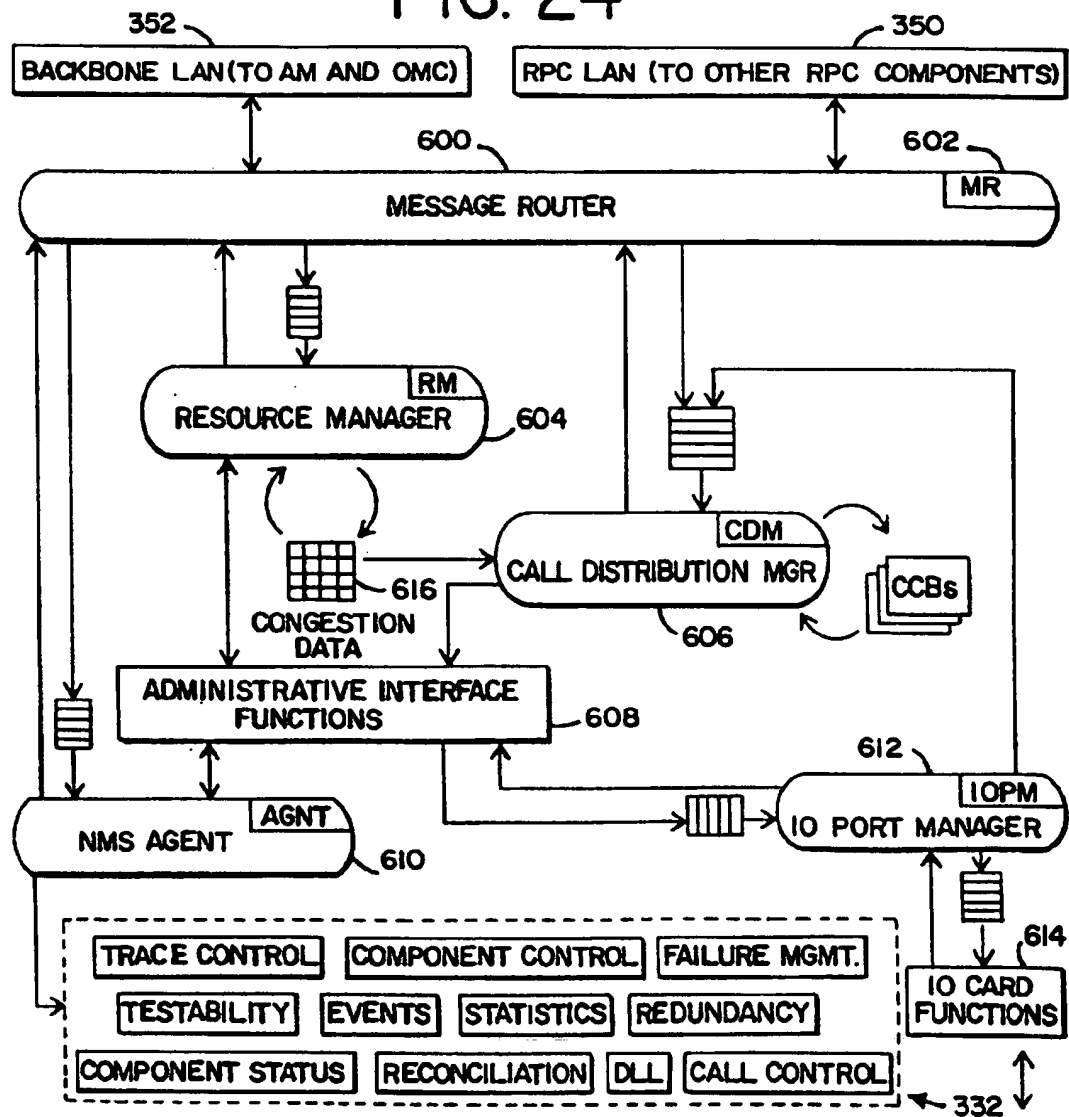 FIG. 24
352
350
BACKBONE LAN (TO AM AND OMC)
RPC LAN (TO OTHER RPC COMPONENTS)
600
602
MR
MESSAGE ROUTER
RM
RESOURCE MANAGER
604
CDM
CALL DISTRIBUTION MGR
CCBs
616
606
CONGESTION
DATA
ADMINISTRATIVE INTERFACE
FUNCTIONS
608
612
IOPM
IO PORT MANAGER
AGNT
NMS AGENT
610
614
IO CARD
FUNCTIONS
TRACE CONTROL
COMPONENT CONTROL
FAILURE MGMT.
TESTABILITY
EVENTS
STATISTICS
REDUNDANCY
COMPONENT STATUS
RECONCILIATION
DLL
CALL CONTROL
332